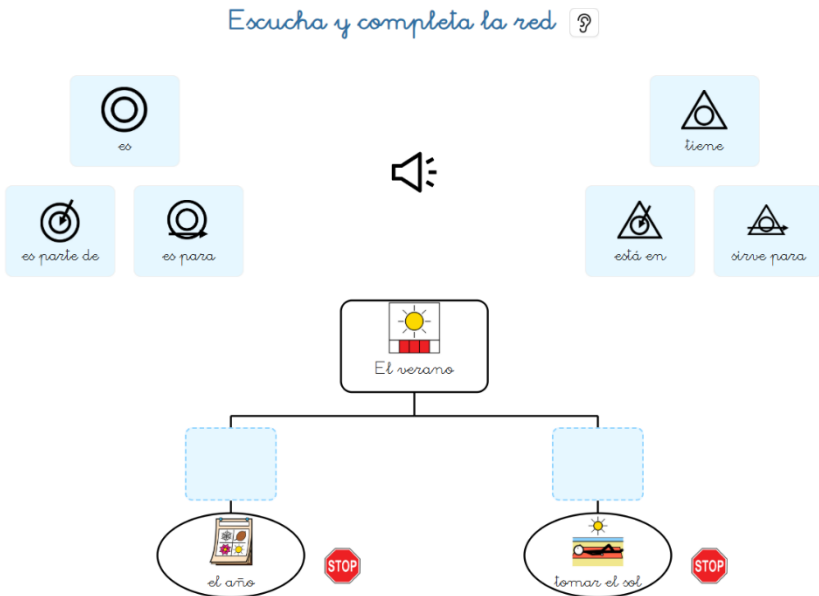 Escucha y completa la red
es
tiene
es parte de
es para
está en
sirve para
El verano
el año
STOP
tomar el sol
STOP